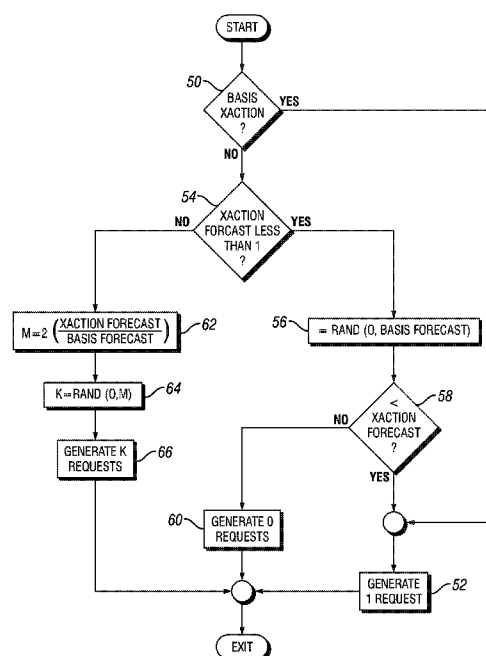 START
50
BASIS
XACTION
?
YES
NO
54
XACTION
FORCAST LESS
THAN 1
?
NO
YES
M=2 (XACTION FORECAST / BASIS FORECAST)
62
56
= RAND (0, BASIS FORECAST)
K=RAND (0,M)
64
<
XACTION
FORECAST
?
58
NO
YES
GENERATE K
REQUESTS
66
60
GENERATE 0
REQUESTS
GENERATE
1 REQUEST
52
EXIT